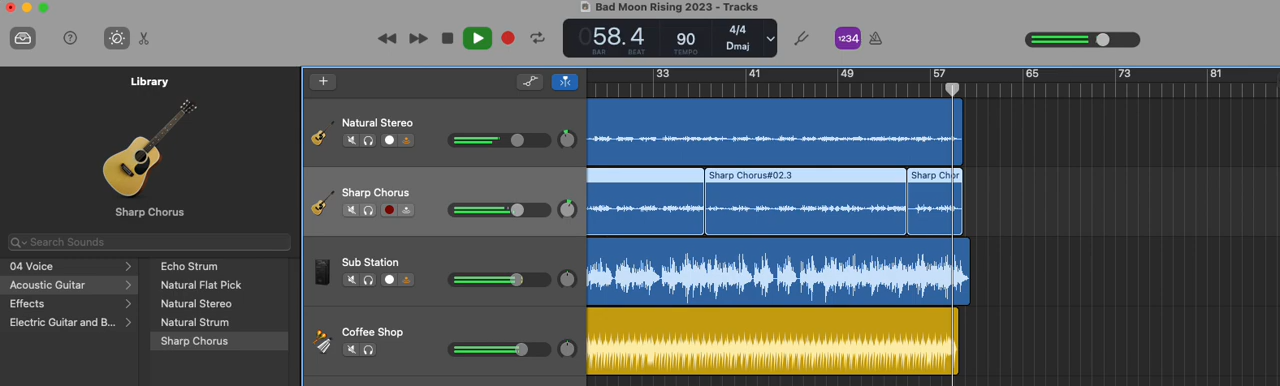 Bad Moon Rising 2023 - Tracks
058.4
BAR BEAT
90
TEMPO
4/4
Dmaj
1234
Library
33 41 49 57 65 73 81
Sharp Chorus
Search Sounds
04 Voice
Acoustic Guitar
Effects
Electric Guitar and B...
Echo Strum
Natural Flat Pick
Natural Stereo
Natural Strum
Sharp Chorus
Natural Stereo
Sharp Chorus
Sharp Chorus#02.3
Sharp Chor
Sub Station
Coffee Shop